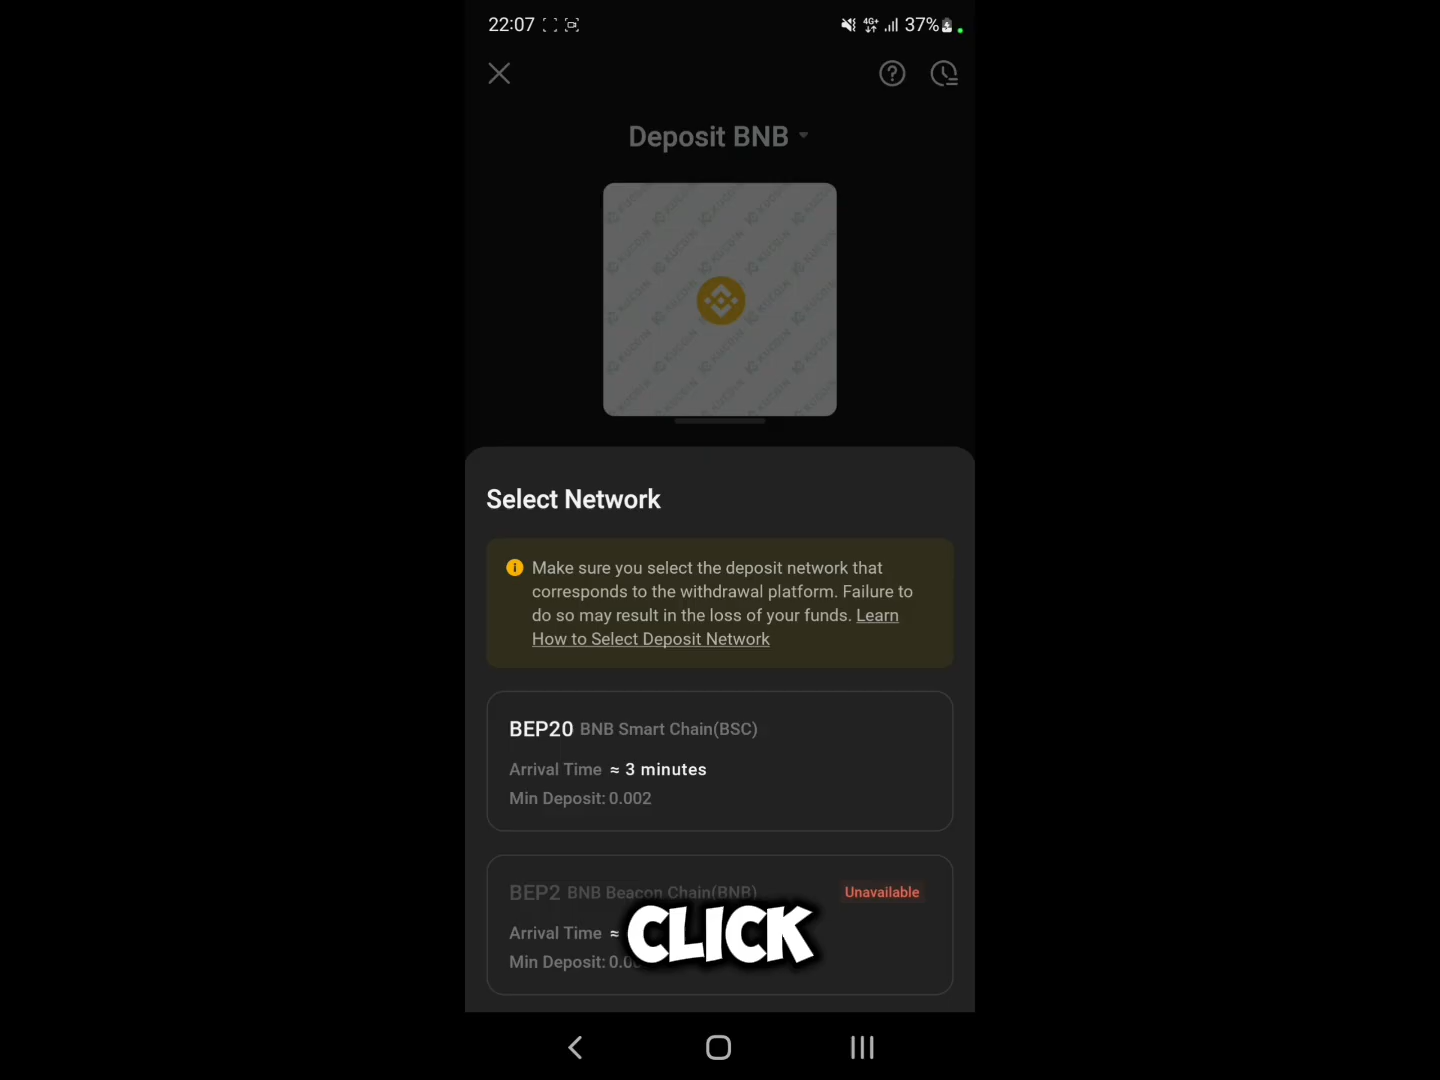 22:07
4G+
37%
?
Deposit BNB
KUCOIN
Select Network
Make sure you select the deposit network that
corresponds to the withdrawal platform. Failure to
do so may result in the loss of your funds. Learn
How to Select Deposit Network
BEP20 BNB Smart Chain(BSC)
Arrival Time ≈ 3 minutes
Min Deposit: 0.002
BEP2 BNB Beacon Chain(BNB)
Unavailable
Arrival Time ≈
CLICK
Min Deposit: